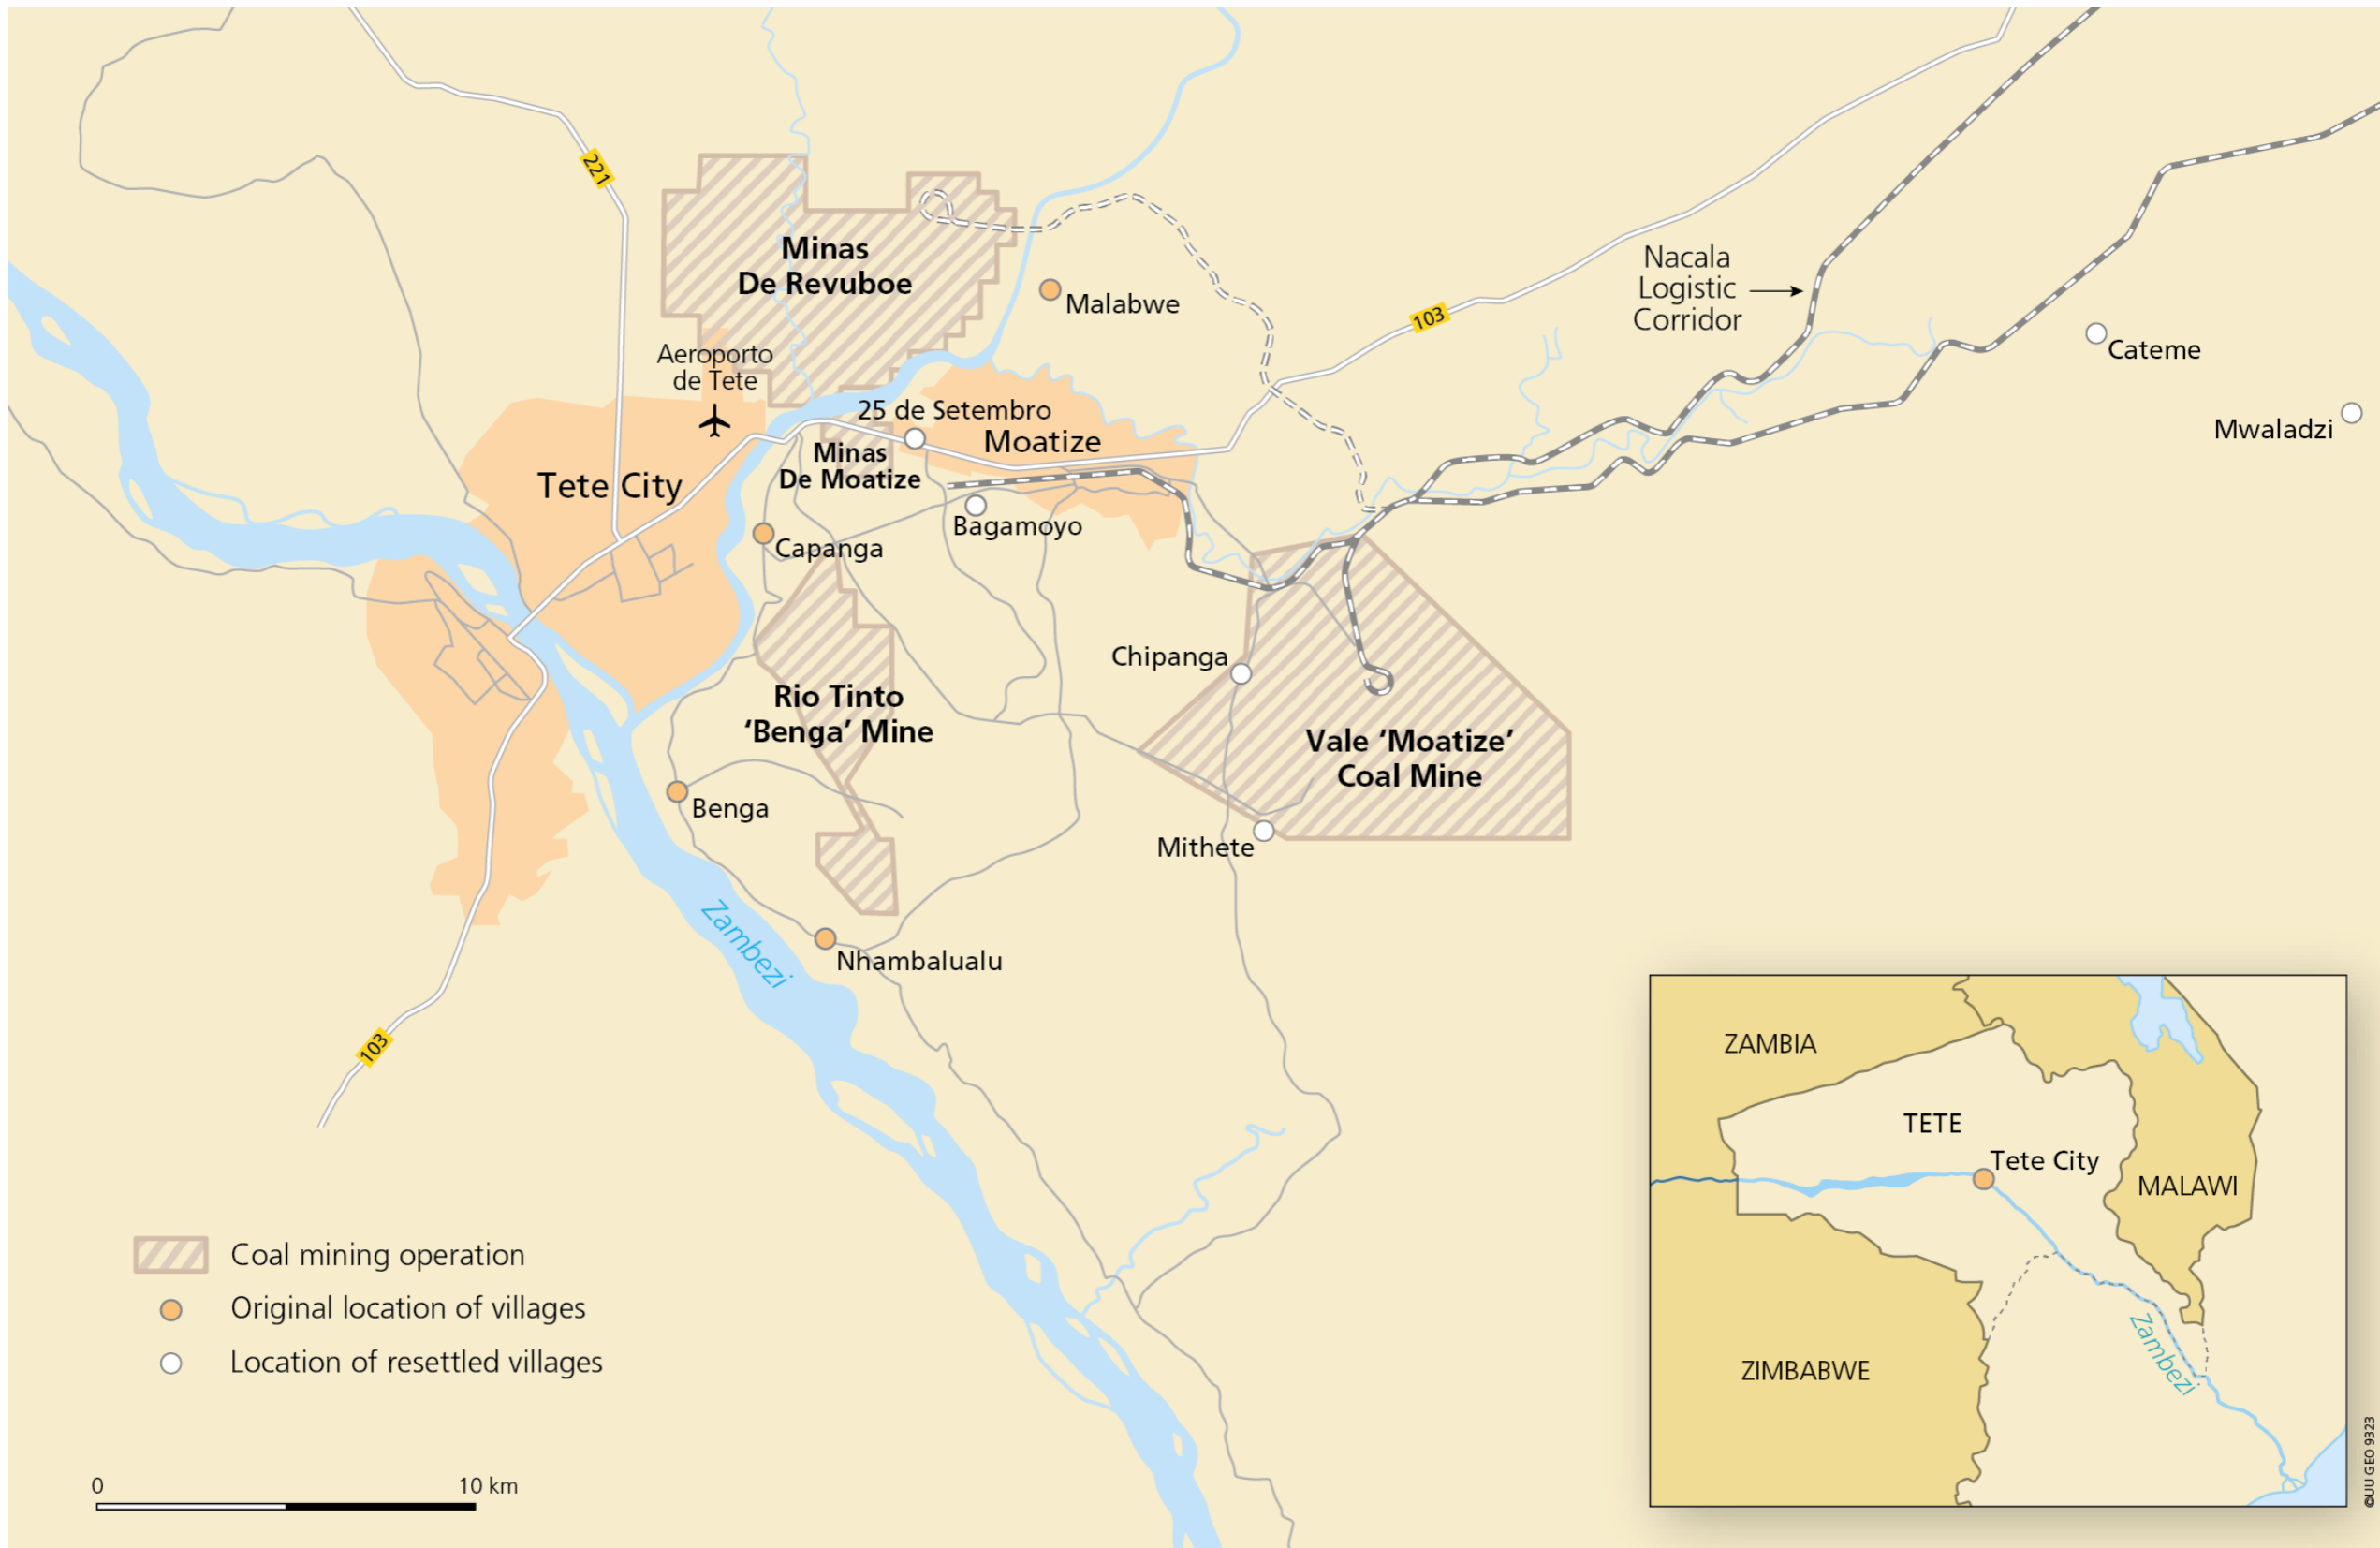 221
Minas
De Revuboe
Malabwe
103
Nacala
Logistic
Corridor
Cateme
Mwaladzi
Aeroporto
de Tete
25 de Setembro
Moatize
Minas
De Moatize
Tete City
Bagamoyo
Capanga
Chipanga
Rio Tinto
‘Benga’ Mine
Vale ‘Moatize’
Coal Mine
Benga
Mithete
Zambezi
Nhambalualu
103
Coal mining operation
Original location of villages
Location of resettled villages
0 10 km
ZAMBIA
TETE
Tete City
MALAWI
ZIMBABWE
Zambezi
©UU GEO 9323